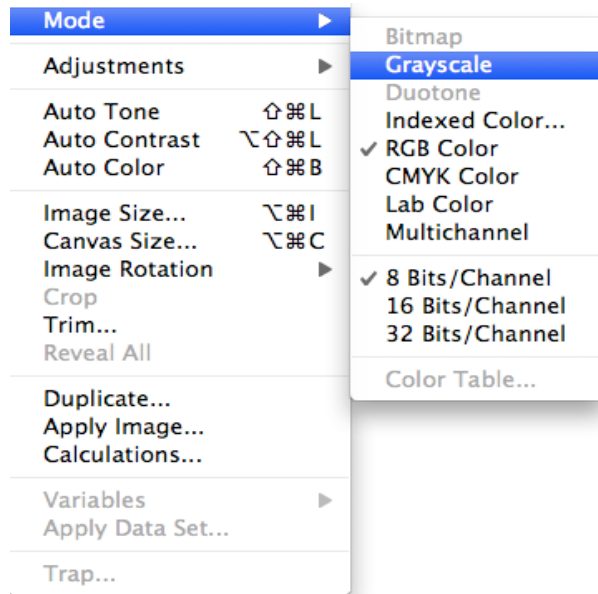 Mode ▶
Adjustments ▶
Auto Tone ⇧⌘L
Auto Contrast ⌥⇧⌘L
Auto Color ⇧⌘B
Image Size... ⌥⌘I
Canvas Size... ⌥⌘C
Image Rotation ▶
Crop
Trim...
Reveal All
Duplicate...
Apply Image...
Calculations...
Variables ▶
Apply Data Set...
Trap...
Bitmap
Grayscale
Duotone
Indexed Color...
✓ RGB Color
CMYK Color
Lab Color
Multichannel
✓ 8 Bits/Channel
16 Bits/Channel
32 Bits/Channel
Color Table...